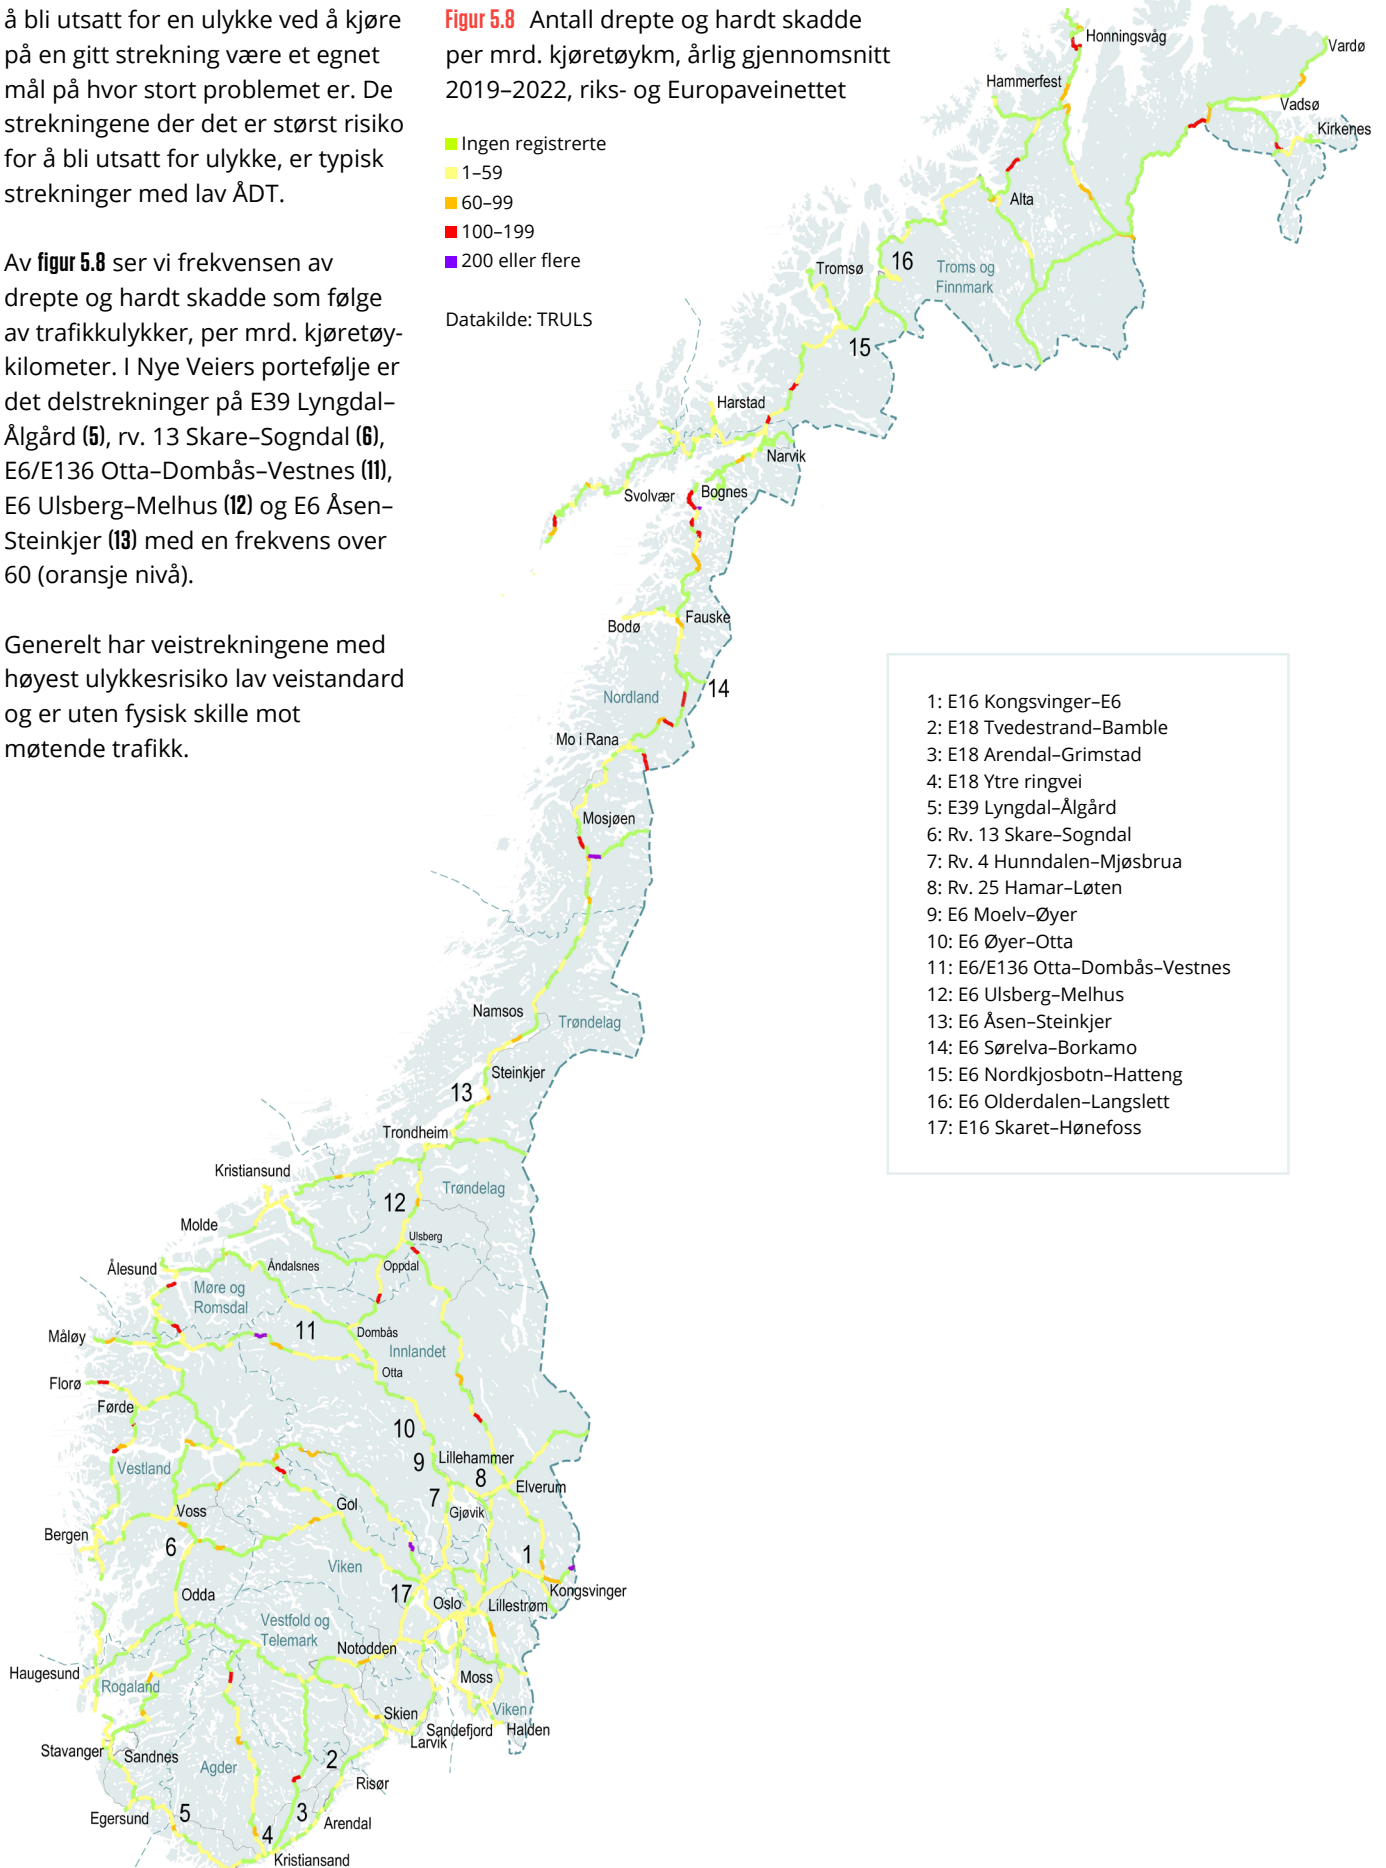 å bli utsatt for en ulykke ved å kjøre
på en gitt strekning være et egnet
mål på hvor stort problemet er. De
strekningene der det er størst risiko
for å bli utsatt for ulykke, er typisk
strekninger med lav ÅDT.
Av figur 5.8 ser vi frekvensen av
drepte og hardt skadde som følge
av trafikkulykker, per mrd. kjøretøy-
kilometer. I Nye Veiers portefølje er
det delstrekninger på E39 Lyngdal–
Ålgård (5), rv. 13 Skare–Sogndal (6),
E6/E136 Otta–Dombås–Vestnes (11),
E6 Ulsberg–Melhus (12) og E6 Åsen–
Steinkjer (13) med en frekvens over
60 (oransje nivå).
Generelt har veistrekningene med
høyest ulykkesrisiko lav veistandard
og er uten fysisk skille mot
møtende trafikk.
Figur 5.8 Antall drepte og hardt skadde
per mrd. kjøretøykm, årlig gjennomsnitt
2019–2022, riks- og Europaveinettet
Ingen registrerte
1–59
60–99
100–199
200 eller flere
Datakilde: TRULS
Honningsvåg
Vardø
Hammerfest
Vadsø
Kirkenes
Alta
Tromsø
16
Troms og
Finnmark
15
Harstad
Narvik
Svolvær
Bognes
Fauske
Bodø
14
Nordland
Mo i Rana
Mosjøen
Namsos
Trøndelag
Steinkjer
13
Trondheim
Kristiansund
Trøndelag
12
Molde
Ulsberg
Ålesund
Åndalsnes
Oppdal
Møre og
Romsdal
11
Måløy
Dombås
Innlandet
Otta
Florø
Førde
10
Lillehammer
9
Vestland
8
Elverum
7
Gol
Voss
Gjøvik
Bergen
6
1
Viken
17
Kongsvinger
Odda
Oslo
Lillestrøm
Vestfold og
Telemark
Notodden
Haugesund
Moss
Rogaland
Viken
Skien
Sandefjord
Halden
Larvik
Stavanger
Sandnes
2
Agder
Risør
5
3
Egersund
Arendal
4
Kristiansand
1: E16 Kongsvinger–E6
2: E18 Tvedestrand–Bamble
3: E18 Arendal–Grimstad
4: E18 Ytre ringvei
5: E39 Lyngdal–Ålgård
6: Rv. 13 Skare–Sogndal
7: Rv. 4 Hunndalen–Mjøsbrua
8: Rv. 25 Hamar–Løten
9: E6 Moelv–Øyer
10: E6 Øyer–Otta
11: E6/E136 Otta–Dombås–Vestnes
12: E6 Ulsberg–Melhus
13: E6 Åsen–Steinkjer
14: E6 Sørelva–Borkamo
15: E6 Nordkjosbotn–Hatteng
16: E6 Olderdalen–Langslett
17: E16 Skaret–Hønefoss